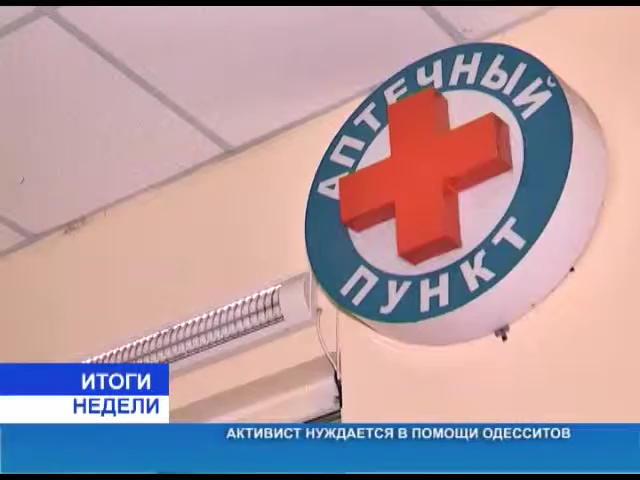 АПТЕЧНЫЙ
ПУНКТ
ИТОГИ
НЕДЕЛИ
АКТИВИСТ НУЖДАЕТСЯ В ПОМОЩИ ОДЕССИТОВ